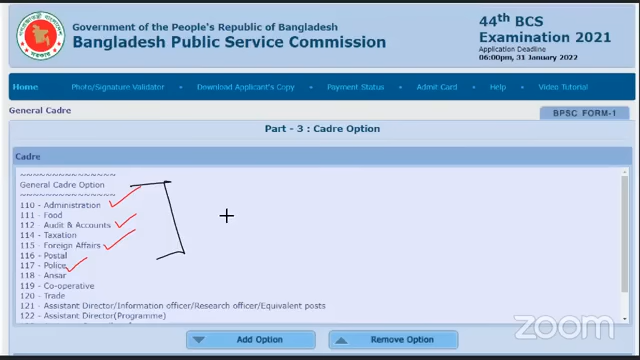 Government of the People's Republic of Bangladesh
Bangladesh Public Service Commission
44th BCS
Examination 2021
Application Deadline
06:00pm, 31 January 2022
Home Photo/Signature Validator Download Applicant's Copy Payment Status Admit Card Help Video Tutorial
General Cadre
BPSC FORM-1
Part - 3 : Cadre Option
Cadre
~~~~~~~~~~~~~~~
General Cadre Option
~~~~~~~~~~~~~~~
110 - Administration
111 - Food
112 - Audit & Accounts
114 - Taxation
115 - Foreign Affairs
116 - Postal
117 - Police
118 - Ansar
119 - Co-operative
120 - Trade
121 - Assistant Director/Information officer/Research officer/Equivalent posts
122 - Assistant Director(Programme)
Add Option
Remove Option
zoom